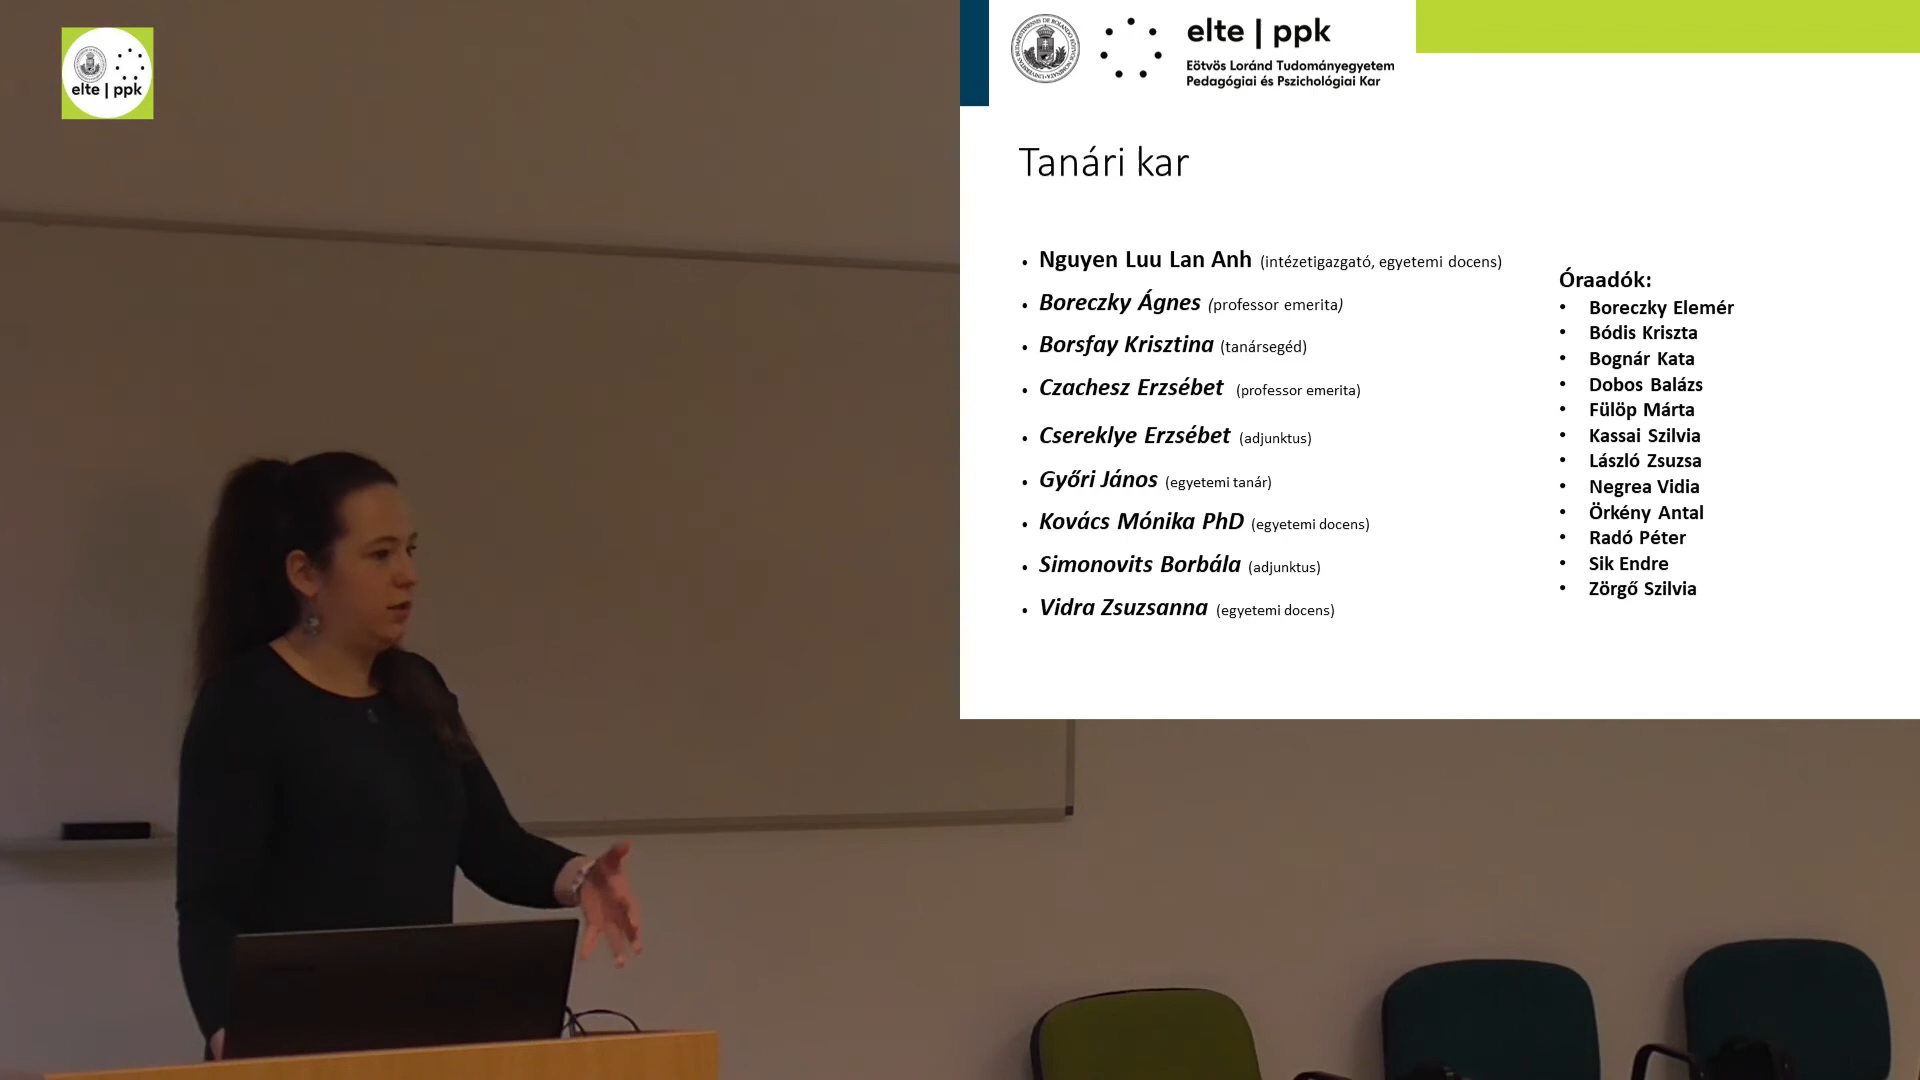 elte | ppk
elte | ppk
Eötvös Loránd Tudományegyetem
Pedagógiai és Pszichológiai Kar
Tanári kar
• Nguyen Luu Lan Anh (intézetigazgató, egyetemi docens)
• Boreczky Ágnes (professor emerita)
• Borsfay Krisztina (tanársegéd)
• Czachesz Erzsébet (professor emerita)
• Csereklye Erzsébet (adjunktus)
• Győri János (egyetemi tanár)
• Kovács Mónika PhD (egyetemi docens)
• Simonovits Borbála (adjunktus)
• Vidra Zsuzsanna (egyetemi docens)
Óraadók:
• Boreczky Elemér
• Bódis Kriszta
• Bognár Kata
• Dobos Balázs
• Fülöp Márta
• Kassai Szilvia
• László Zsuzsa
• Negrea Vidia
• Örkény Antal
• Radó Péter
• Sik Endre
• Zörgő Szilvia